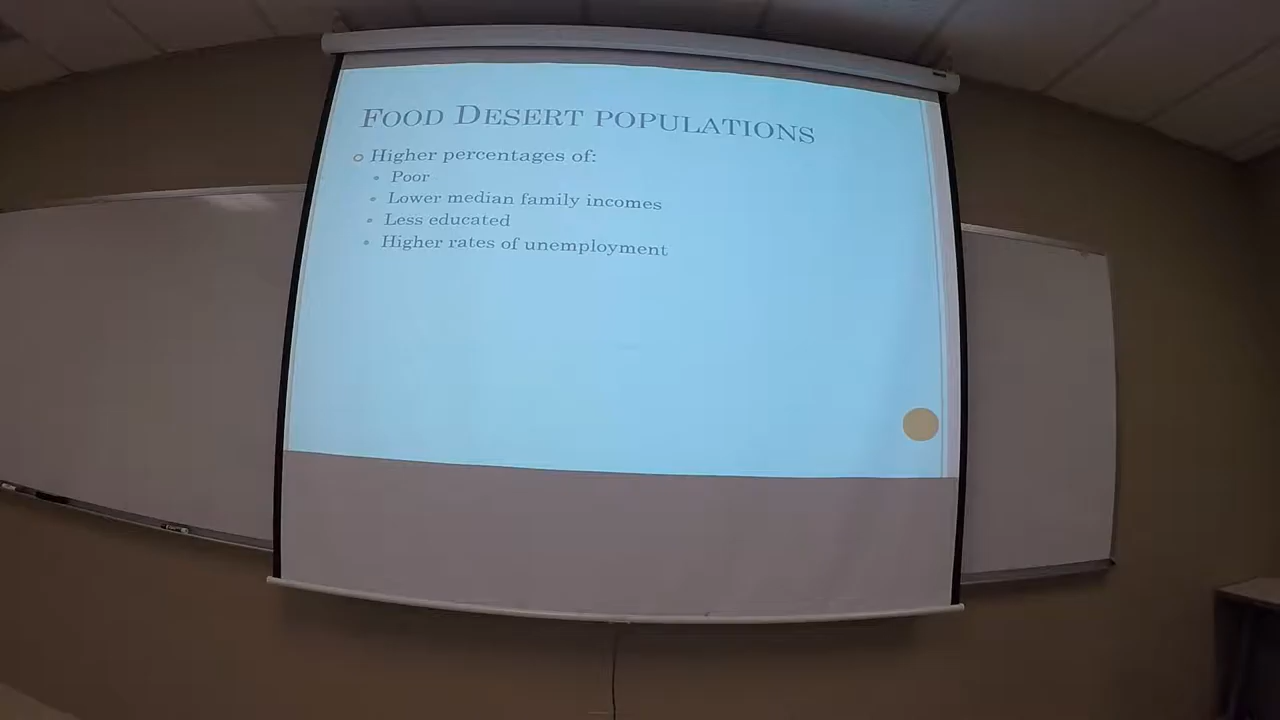 FOOD DESERT POPULATIONS
Higher percentages of:
Poor
Lower median family incomes
Less educated
Higher rates of unemployment